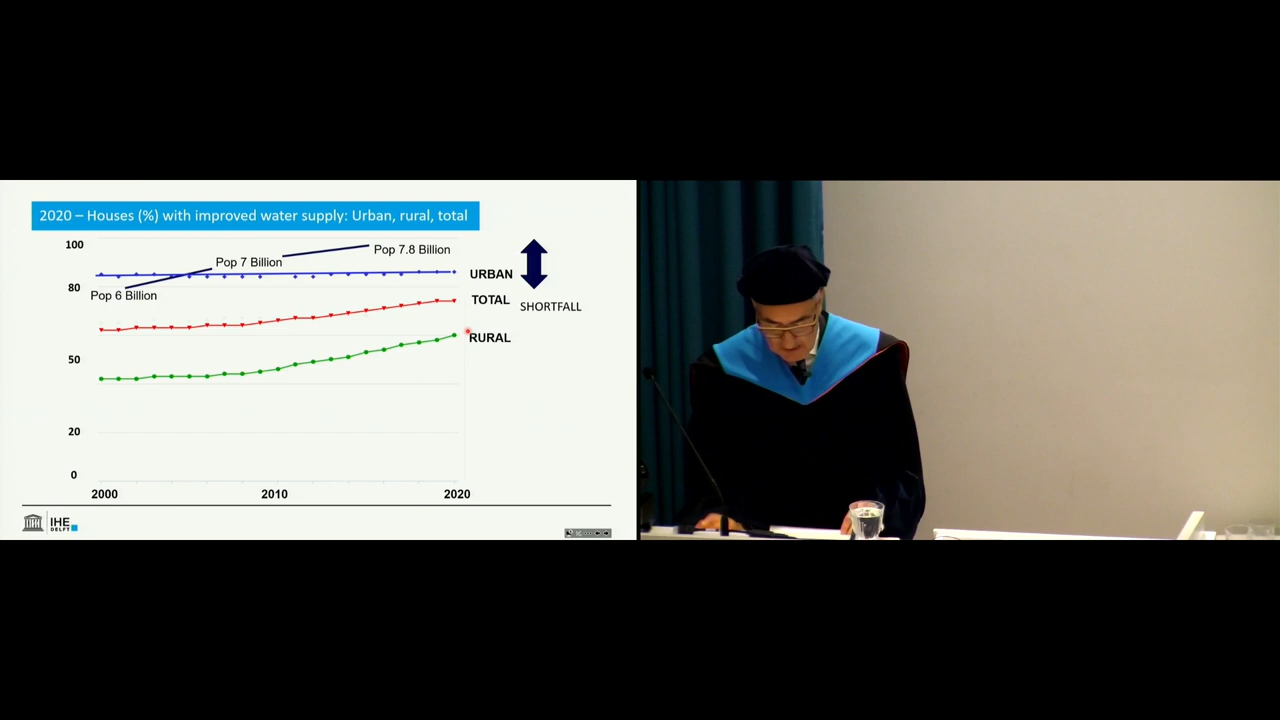 2020 – Houses (%) with improved water supply: Urban, rural, total
100
Pop 7.8 Billion
Pop 7 Billion
URBAN
80
Pop 6 Billion
TOTAL
SHORTFALL
RURAL
50
20
0
2000
2010
2020
IHE
DELFT